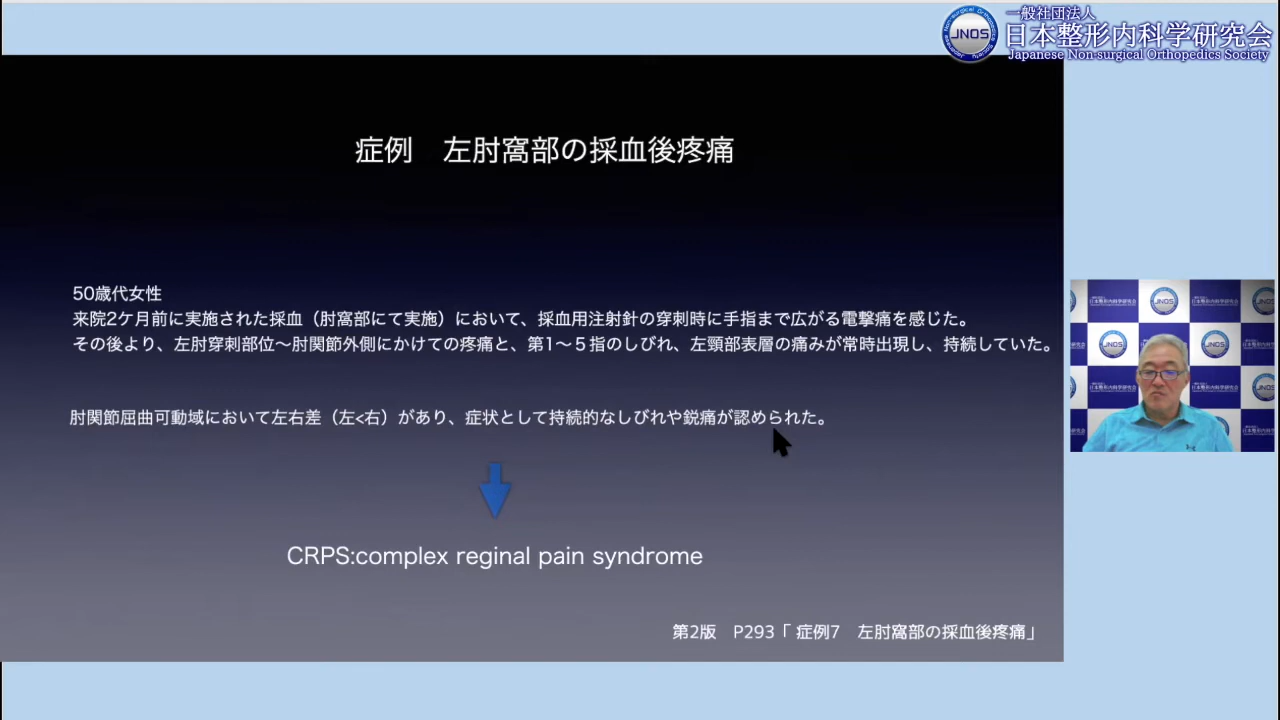 一般社団法人
日本整形内科学研究会
Japanese Non-surgical Orthopedics Society
JNOS
症例 左肘窩部の採血後疼痛
50歳代女性
来院2ケ月前に実施された採血（肘窩部にて実施）において、採血用注射針の穿刺時に手指まで広がる電撃痛を感じた。
その後より、左肘穿刺部位〜肘関節外側にかけての疼痛と、第1〜５指のしびれ、左頸部表層の痛みが常時出現し、持続していた。
肘関節屈曲可動域において左右差（左<右）があり、症状として持続的なしびれや鋭痛が認められた。
CRPS:complex reginal pain syndrome
第2版 P293「 症例7 左肘窩部の採血後疼痛」